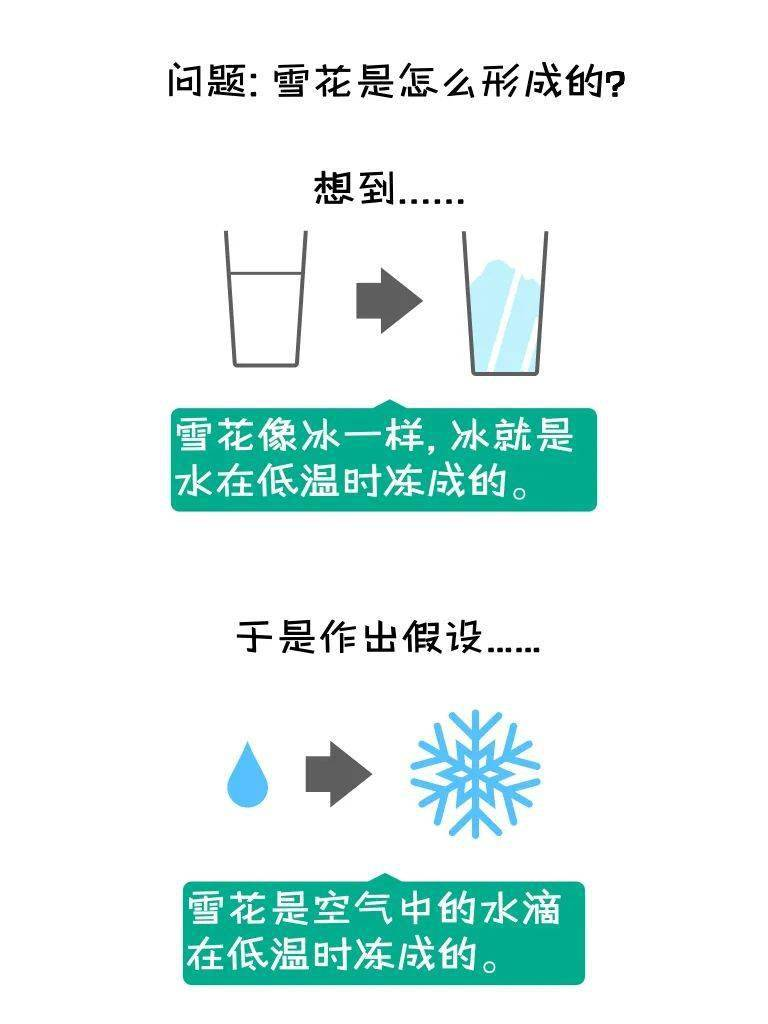 问题: 雪花是怎么形成的?
想到......
雪花像冰一样, 冰就是
水在低温时冻成的。
于是作出假设......
雪花是空气中的水滴
在低温时冻成的。